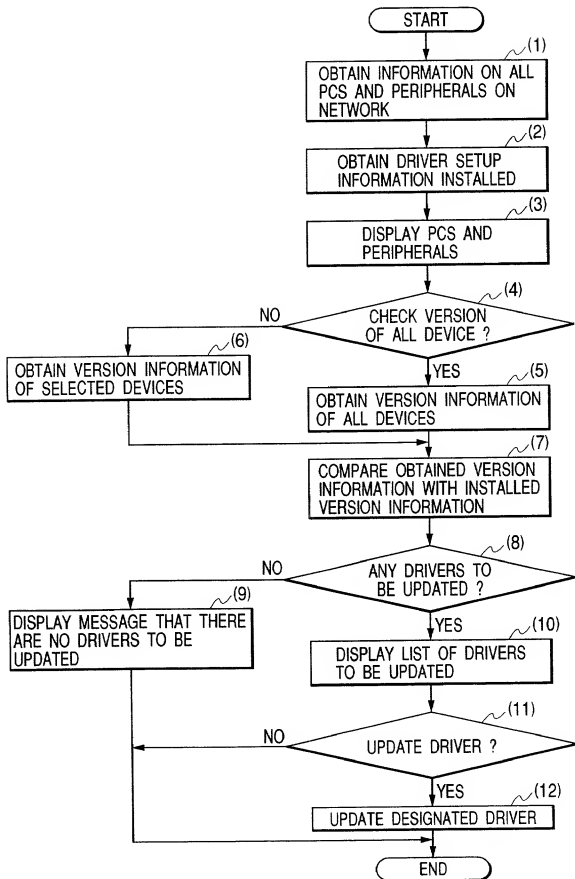 START
(1)
OBTAIN INFORMATION ON ALL
PCS AND PERIPHERALS ON
NETWORK
(2)
OBTAIN DRIVER SETUP
INFORMATION INSTALLED
(3)
DISPLAY PCS AND
PERIPHERALS
(4)
CHECK VERSION
OF ALL DEVICE ?
NO
YES
(6)
OBTAIN VERSION INFORMATION
OF SELECTED DEVICES
(5)
OBTAIN VERSION INFORMATION
OF ALL DEVICES
(7)
COMPARE OBTAINED VERSION
INFORMATION WITH INSTALLED
VERSION INFORMATION
(8)
ANY DRIVERS TO
BE UPDATED ?
NO
YES
(9)
DISPLAY MESSAGE THAT THERE
ARE NO DRIVERS TO BE
UPDATED
(10)
DISPLAY LIST OF DRIVERS
TO BE UPDATED
(11)
UPDATE DRIVER ?
NO
YES
(12)
UPDATE DESIGNATED DRIVER
END